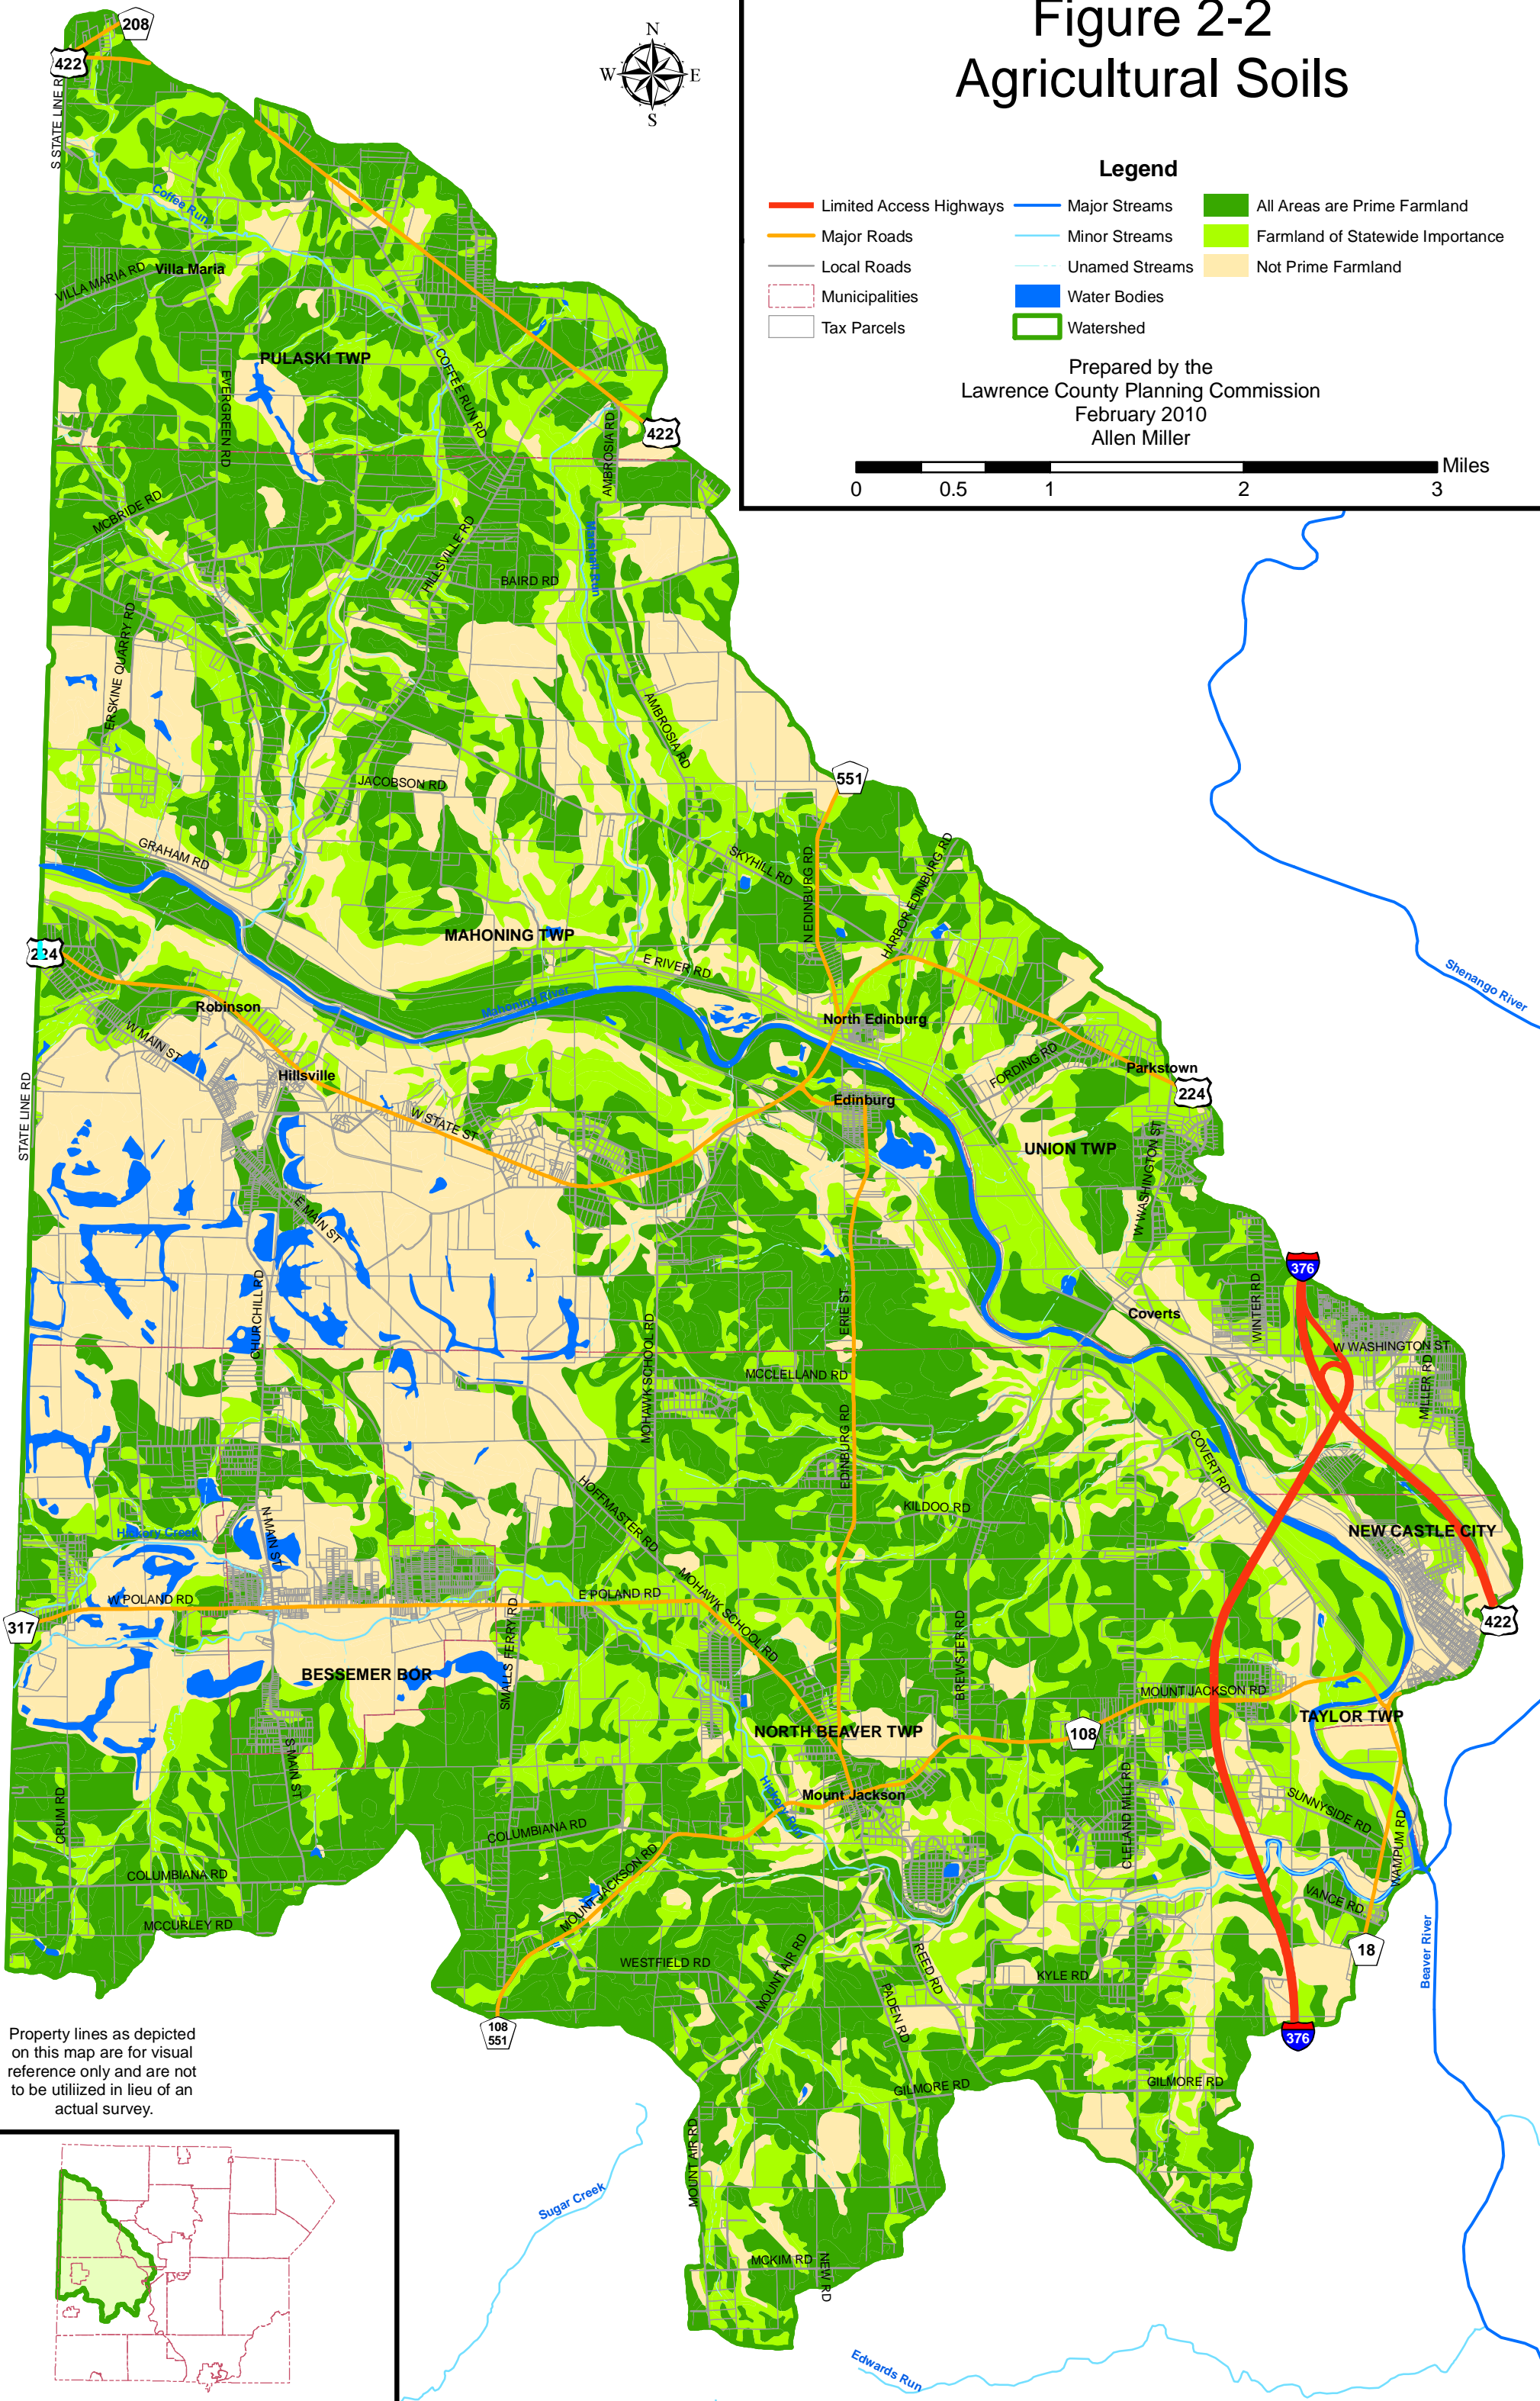 Figure 2-2
Agricultural Soils
Legend
Limited Access Highways
Major Roads
Local Roads
Municipalities
Tax Parcels
Major Streams
Minor Streams
Unamed Streams
Water Bodies
Watershed
All Areas are Prime Farmland
Farmland of Statewide Importance
Not Prime Farmland
Prepared by the
Lawrence County Planning Commission
February 2010
Allen Miller
Miles
0 0.5 1 2 3
N
W E
S
208
422
S STATE LINE R
Coffee Run
VILLA MARIA RD
Villa Maria
PULASKI TWP
EVERGREEN RD
COFFEE RUN RD
422
AMBROSIA RD
MCBRIDE RD
HILLSVILLE RD
Marshall Run
BAIRD RD
ERSKINE QUARRY RD
AMBROSIA RD
JACOBSON RD
551
GRAHAM RD
SKYHILL RD
N EDINBURG RD
HARBOR EDINBURG RD
MAHONING TWP
224
E RIVER RD
Shenango River
Robinson
Mahoning River
North Edinburg
W MAIN ST
Hillsville
FORDING RD
Parkstown
224
Edinburg
STATE LINE RD
W STATE ST
UNION TWP
W WASHINGTON ST
E MAIN ST
376
CHURCHILL RD
MOHAWK SCHOOL RD
ERIE ST
Coverts
WINTER RD
W WASHINGTON ST
MCCLELLAND RD
MILLER RD
EDINBURG RD
COVERT RD
HOFFMASTER RD
KILDOO RD
Hickory Creek
N MAIN ST
NEW CASTLE CITY
W POLAND RD
E POLAND RD
MOHAWK SCHOOL RD
317
422
SMALLS FERRY RD
BREWSTER RD
BESSEMER BOR
MOUNT JACKSON RD
TAYLOR TWP
NORTH BEAVER TWP
108
S MAIN ST
Mount Jackson
Hickory Run
CLELAND MILL RD
SUNNYSIDE RD
CRUM RD
COLUMBIANA RD
WAMPUM RD
COLUMBIANA RD
MOUNT JACKSON RD
VANCE RD
MCCURLEY RD
WESTFIELD RD
MOUNT AIR RD
REED RD
KYLE RD
18
Beaver River
PADEN RD
108
551
376
GILMORE RD
GILMORE RD
MOUNT AIR RD
Property lines as depicted
on this map are for visual
reference only and are not
to be utiliized in lieu of an
actual survey.
Sugar Creek
MCKIM RD
NEW RD
Edwards Run